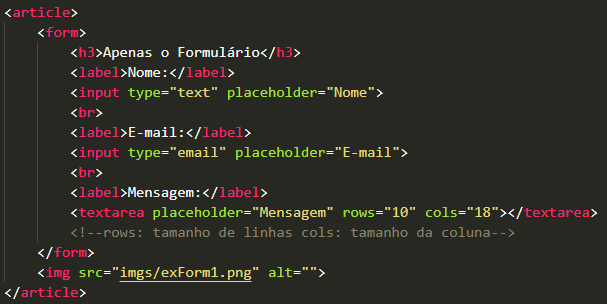 <article>
<form>
<h3>Apenas o Formulário</h3>
<label>Nome:</label>
<input type="text" placeholder="Nome">
<br>
<label>E-mail:</label>
<input type="email" placeholder="E-mail">
<br>
<label>Mensagem:</label>
<textarea placeholder="Mensagem" rows="10" cols="18"></textarea>
<!--rows: tamanho de linhas cols: tamanho da coluna-->
</form>
<img src="imgs/exForm1.png" alt="">
</article>